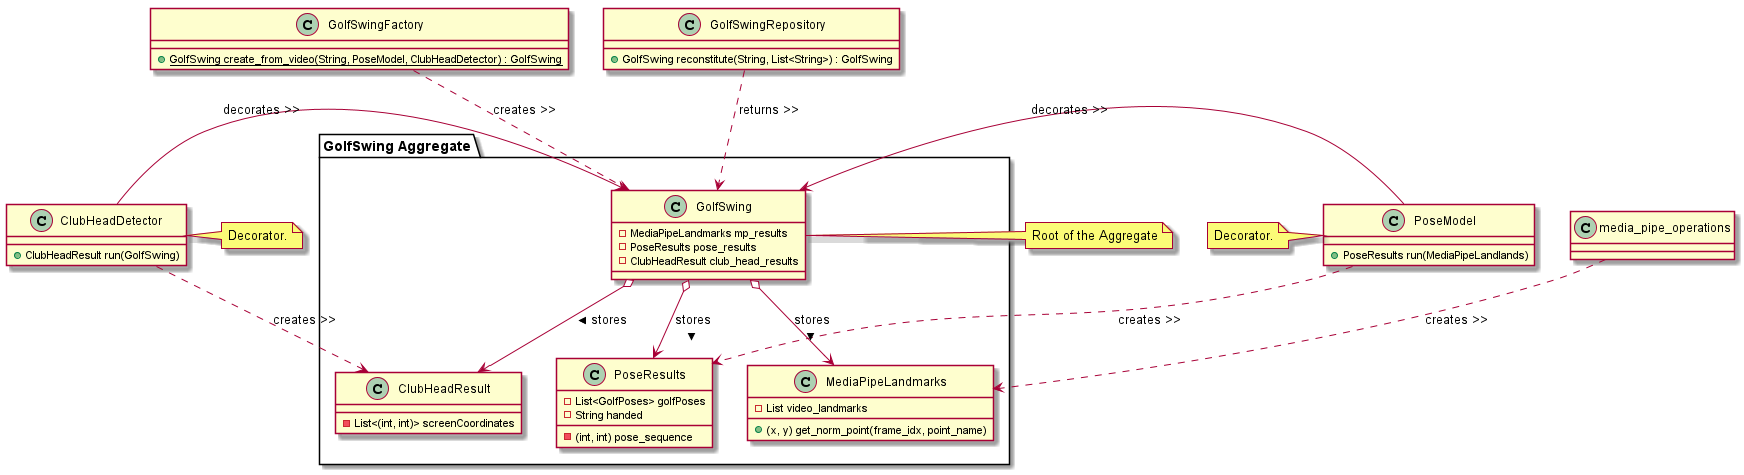 C GolfSwingFactory
GolfSwing create_from_video(String, PoseModel, ClubHeadDetector) : GolfSwing
C GolfSwingRepository
GolfSwing reconstitute(String, List<String>) : GolfSwing
decorates >>
creates >>
returns >>
decorates >>
GolfSwing Aggregate
C ClubHeadDetector
ClubHeadResult run(GolfSwing)
Decorator.
C GolfSwing
MediaPipeLandmarks mp_results
PoseResults pose_results
ClubHeadResult club_head_results
Root of the Aggregate
Decorator.
C PoseModel
PoseResults run(MediaPipeLandlands)
C media_pipe_operations
creates >>
stores
stores
stores
creates >>
creates >>
C ClubHeadResult
List<(int, int)> screenCoordinates
C PoseResults
List<GolfPoses> golfPoses
String handed
(int, int) pose_sequence
C MediaPipeLandmarks
List video_landmarks
(x, y) get_norm_point(frame_idx, point_name)